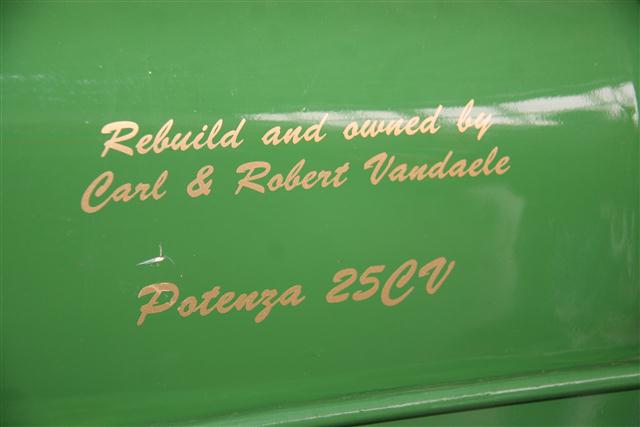 Rebuild and owned by
Carl & Robert Vandaele
Potenza 25CV